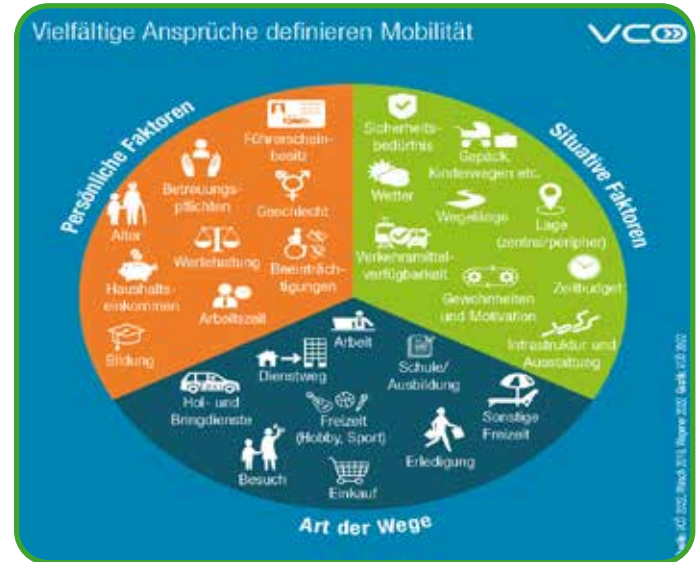 Vielfältige Ansprüche definieren Mobilität
VCÖ
Persönliche Faktoren
Führerschein-
besitz
Betreuungs-
pflichten
Geschlecht
Alter
Wertehaltung
Beeinträch-
tigungen
Haushalts-
einkommen
Arbeitszeit
Bildung
Situative Faktoren
Sicherheits-
bedürfnis
Gepäck,
Kinderwagen etc.
Wetter
Wegelänge
Lage
(zentral/peripher)
Verkehrsmittel-
verfügbarkeit
Zeitbudget
Gewohnheiten
und Motivation
Infrastruktur und
Ausstattung
Arbeit
Dienstweg
Schule/
Ausbildung
Hol- und
Bringdienste
Freizeit
(Hobby, Sport)
Sonstige
Freizeit
Besuch
Einkauf
Erledigung
Art der Wege